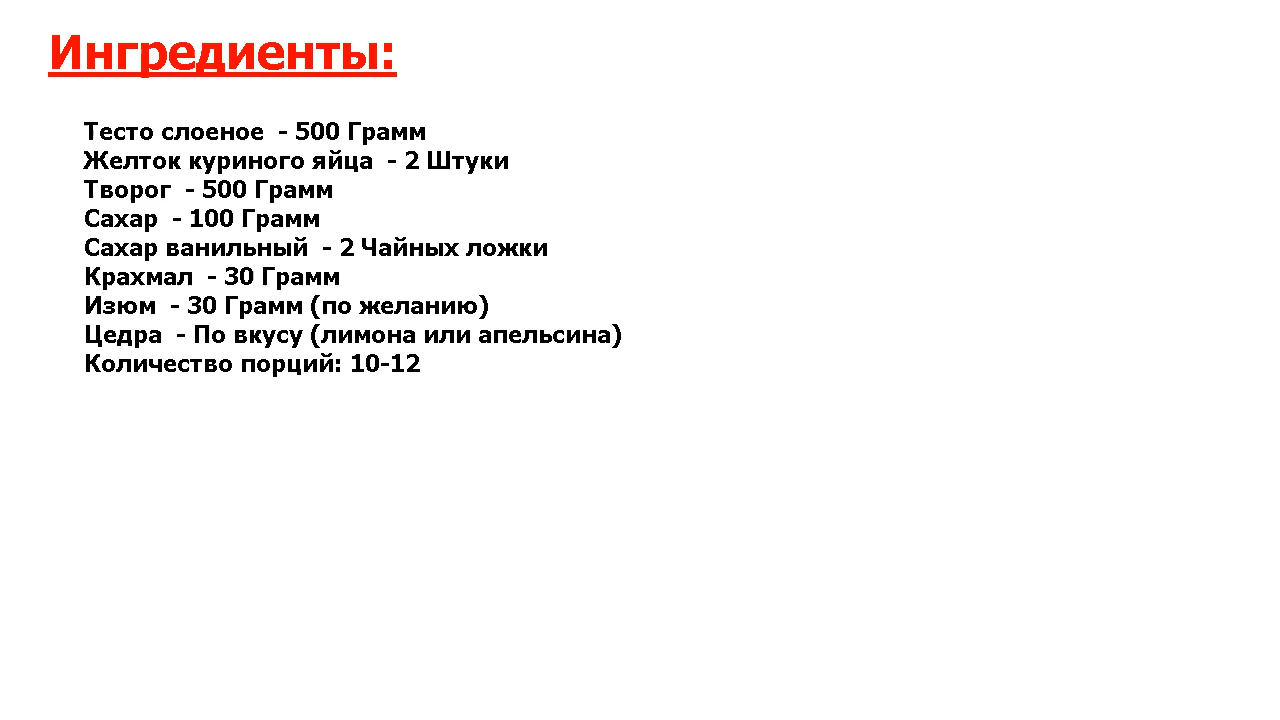 Ингредиенты:
Тесто слоеное  - 500 Грамм
Желток куриного яйца  - 2 Штуки
Творог  - 500 Грамм
Сахар  - 100 Грамм
Сахар ванильный  - 2 Чайных ложки
Крахмал  - 30 Грамм
Изюм  - 30 Грамм (по желанию)
Цедра  - По вкусу (лимона или апельсина)
Количество порций: 10-12